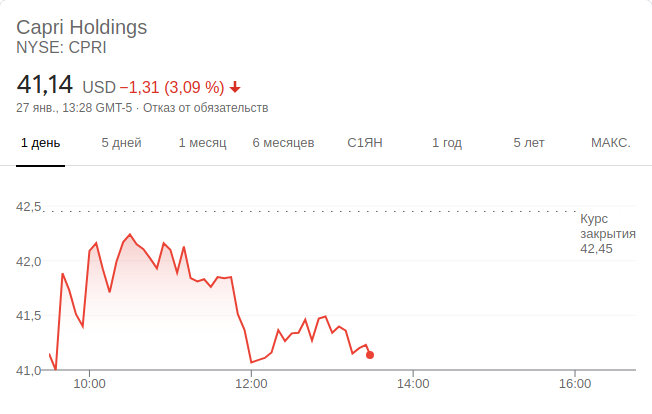 Capri Holdings
NYSE: CPRI
41,14 USD −1,31 (3,09 %)
27 янв., 13:28 GMT-5 · Отказ от обязательств
1 день 5 дней 1 месяц 6 месяцев С1ЯН 1 год 5 лет МАКС.
42,5
Курс
закрытия
42,45
42,0
41,5
41,0
10:00 12:00 14:00 16:00